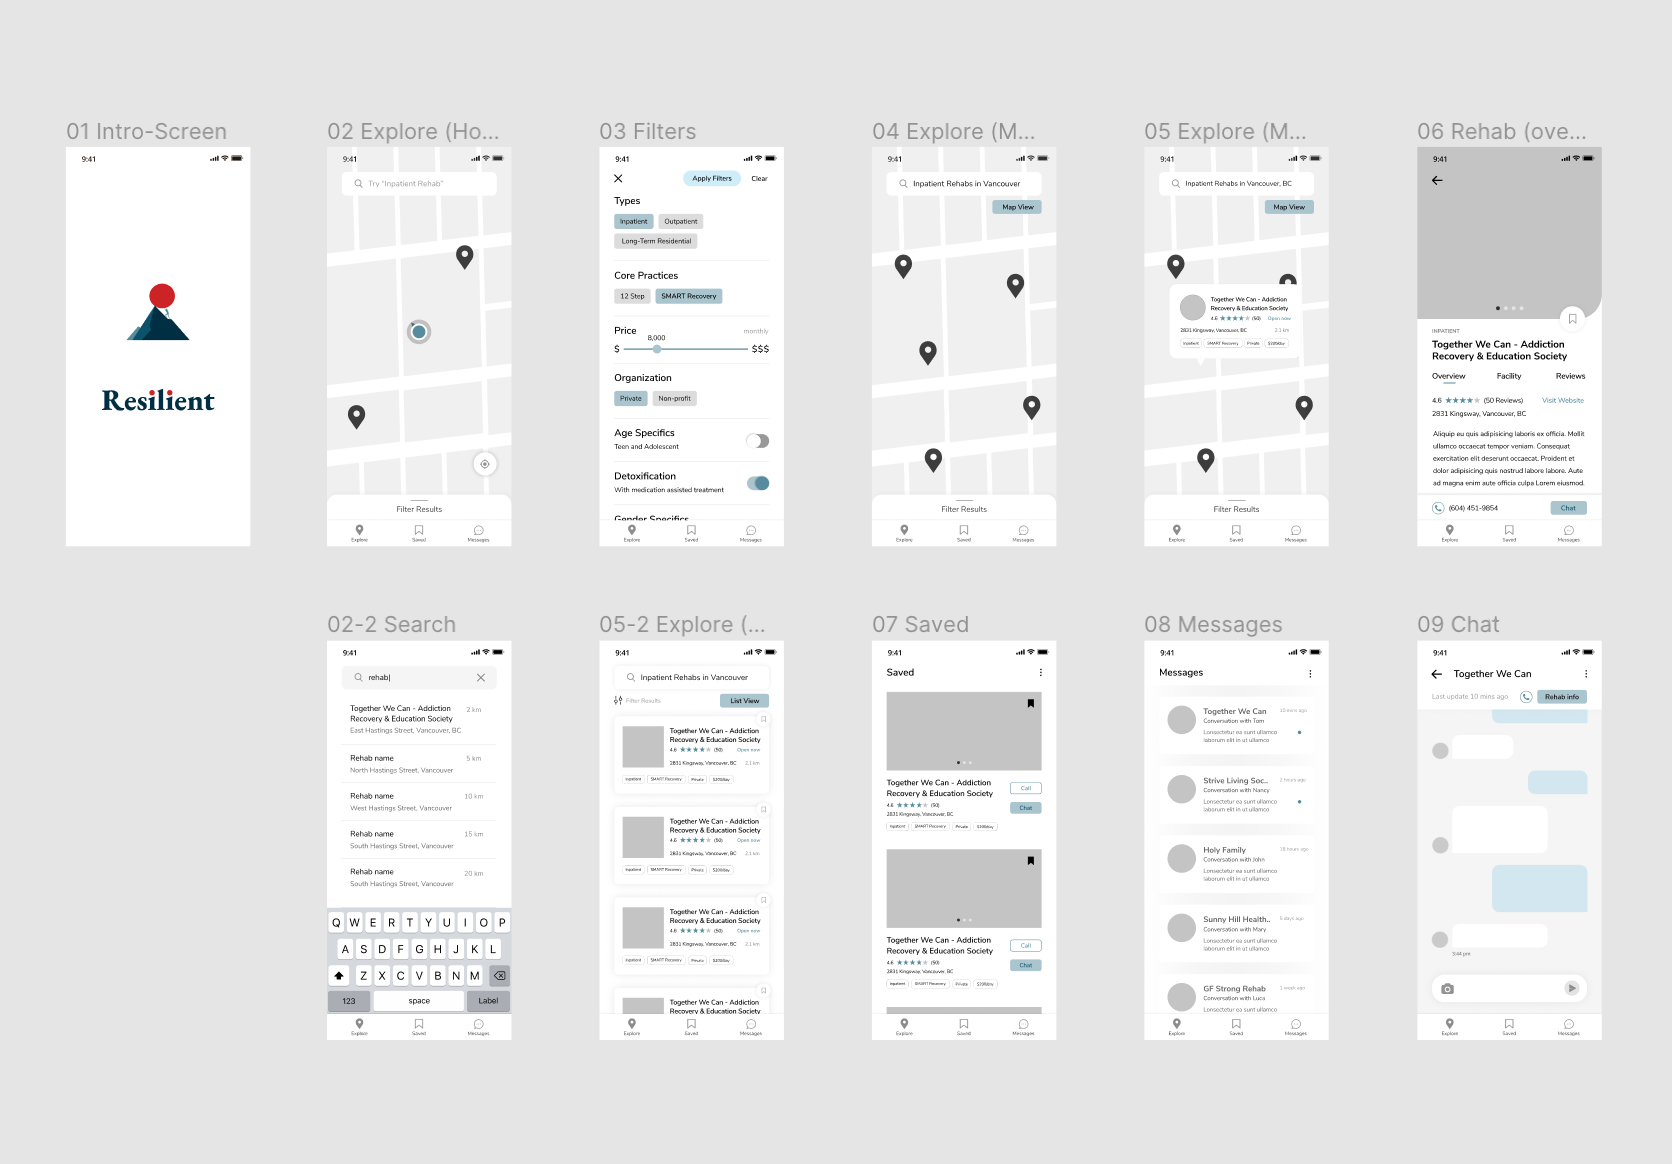 01 Intro-Screen
9:41
Resilient
02 Explore (Ho...
9:41
Try "Inpatient Rehab"
Filter Results
Explore Saved Messages
03 Filters
9:41
Apply Filters Clear
Types
Inpatient Outpatient
Long-Term Residential
Core Practices
12 Step SMART Recovery
Price monthly
8,000
$ $$$
Organization
Private Non-profit
Age Specifics
Teen and Adolescent
Detoxification
With medication assisted treatment
Gender Specifics
Explore Saved Messages
04 Explore (M...
9:41
Inpatient Rehabs in Vancouver
Map View
Filter Results
Explore Saved Messages
05 Explore (M...
9:41
Inpatient Rehabs in Vancouver, BC
Map View
Together We Can - Addiction
Recovery & Education Society
4.6 (50) Open now
2831 Kingsway, Vancouver, BC 2.1 km
Inpatient SMART Recovery Private $200/day
Filter Results
Explore Saved Messages
06 Rehab (ove...
9:41
INPATIENT
Together We Can - Addiction
Recovery & Education Society
Overview Facility Reviews
4.6 (50 Reviews) Visit Website
2831 Kingsway, Vancouver, BC
Aliquip eu quis adipisicing laboris ex officia. Mollit
ullamco occaecat tempor veniam. Consequat
exercitation elit deserunt occaecat. Proident et
dolor adipisicing quis nostrud labore labore. Aute
ad magna enim aute officia culpa Lorem eiusmod.
(604) 451-9854 Chat
Explore Saved Messages
02-2 Search
9:41
rehab
Together We Can - Addiction 2 km
Recovery & Education Society
East Hastings Street, Vancouver, BC
Rehab name 5 km
North Hastings Street, Vancouver
Rehab name 10 km
West Hastings Street, Vancouver
Rehab name 15 km
South Hastings Street, Vancouver
Rehab name 20 km
South Hastings Street, Vancouver
Q W E R T Y U I O P
A S D F G H J K L
Z X C V B N M
123 space Label
Explore Saved Messages
05-2 Explore (...
9:41
Inpatient Rehabs in Vancouver
Filter Results List View
Together We Can - Addiction
Recovery & Education Society
4.6 (50) Open now
2831 Kingsway, Vancouver, BC 2.1 km
Inpatient SMART Recovery Private $200/day
Together We Can - Addiction
Recovery & Education Society
4.6 (50) Open now
2831 Kingsway, Vancouver, BC 2.1 km
Inpatient SMART Recovery Private $200/day
Together We Can - Addiction
Recovery & Education Society
4.6 (50) Open now
2831 Kingsway, Vancouver, BC 2.1 km
Inpatient SMART Recovery Private $200/day
Together We Can - Addiction
Recovery & Education Society
Explore Saved Messages
07 Saved
9:41
Saved
Together We Can - Addiction
Recovery & Education Society
Call
4.6 (50)
Chat
2831 Kingsway, Vancouver, BC
Inpatient SMART Recovery Private
Together We Can - Addiction
Recovery & Education Society
Call
4.6 (50)
Chat
2831 Kingsway, Vancouver, BC
Inpatient SMART Recovery Private
Explore Saved Messages
08 Messages
9:41
Messages
Together We Can 10 mins ago
Conversation with Tom
Consectetur ea sunt ullamco
laborum elit in ut ullamco
Strive Living Soc.. 2 hours ago
Conversation with Nancy
Consectetur ea sunt ullamco
laborum elit in ut ullamco
Holy Family 18 hours ago
Conversation with John
Consectetur ea sunt ullamco
laborum elit in ut ullamco
Sunny Hill Health.. 5 days ago
Conversation with Mary
Consectetur ea sunt ullamco
laborum elit in ut ullamco
GF Strong Rehab 1 week ago
Conversation with Luca
Consectetur ea sunt ullamco
Explore Saved Messages
09 Chat
9:41
Together We Can
Last update 10 mins ago Rehab info
3:44 pm
Explore Saved Messages